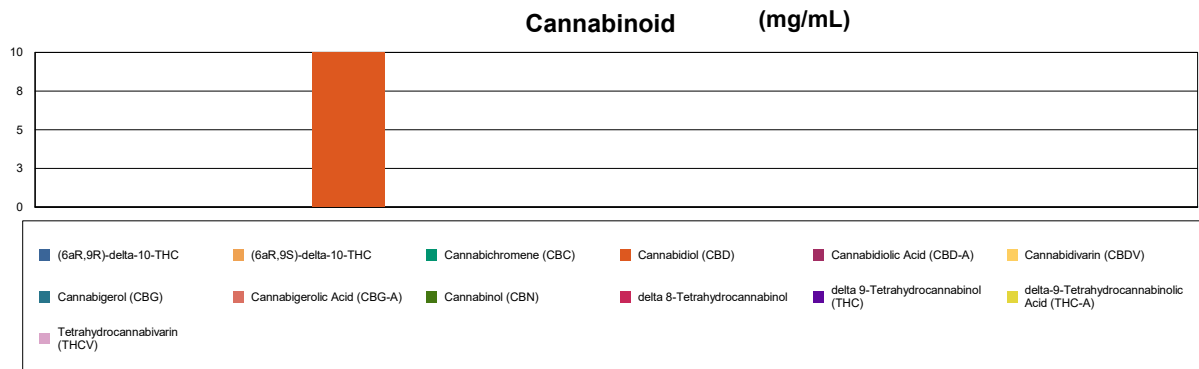 Cannabinoid (mg/mL)
10
8
5
3
0
(6aR,9R)-delta-10-THC
(6aR,9S)-delta-10-THC
Cannabichromene (CBC)
Cannabidiol (CBD)
Cannabidiolic Acid (CBD-A)
Cannabidivarin (CBDV)
Cannabigerol (CBG)
Cannabigerolic Acid (CBG-A)
Cannabinol (CBN)
delta 8-Tetrahydrocannabinol
delta 9-Tetrahydrocannabinol
(THC)
delta-9-Tetrahydrocannabinolic
Acid (THC-A)
Tetrahydrocannabivarin
(THCV)